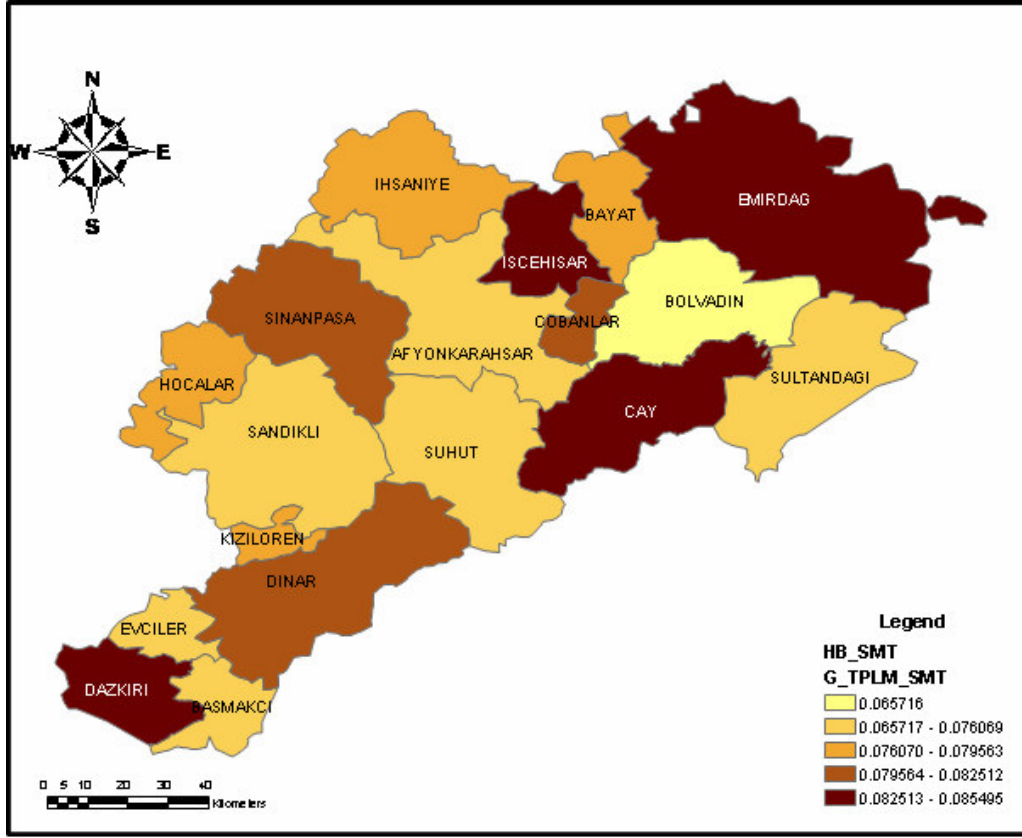 N
W E
S
IHSANIYE
EMIRDAG
BAYAT
ISCEHISAR
BOLVADIN
SINANPASA
COBANLAR
AFYONKARAHSAR
SULTANDAGI
HOCALAR
CAY
SANDIKLI
SUHUT
KIZILOREN
DINAR
EVCILER
DAZKIRI
BASMAKCI
Legend
HB_SMT
G_TPLM_SMT
0.065716
0.065717 - 0.076069
0.076070 - 0.079563
0.079564 - 0.082512
0.082513 - 0.085495
0 5 10 20 30 40
Kilometers